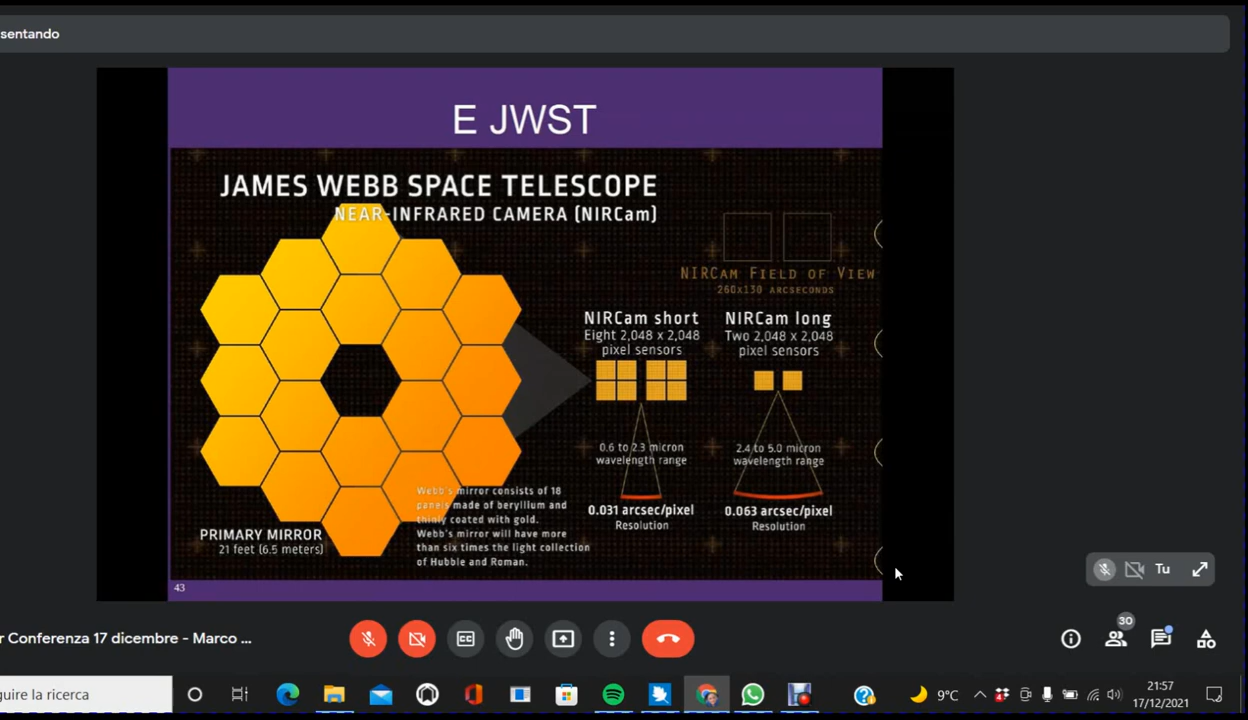 sentando
E JWST
JAMES WEBB SPACE TELESCOPE
NEAR-INFRARED CAMERA (NIRCam)
NIRCam Field of View
260x130 arcseconds
NIRCam short
Eight 2,048 x 2,048
pixel sensors
NIRCam long
Two 2,048 x 2,048
pixel sensors
0.6 to 2.3 micron
wavelength range
2.4 to 5.0 micron
wavelength range
0.031 arcsec/pixel
Resolution
0.063 arcsec/pixel
Resolution
Webb's mirror consists of 18
panels made of beryllium and
thinly coated with gold.
Webb's mirror will have more
than six times the light collection
of Hubble and Roman.
PRIMARY MIRROR
21 feet (6.5 meters)
43
Tu
r Conferenza 17 dicembre - Marco ...
CC
30
guire la ricerca
9°C
21:57
17/12/2021